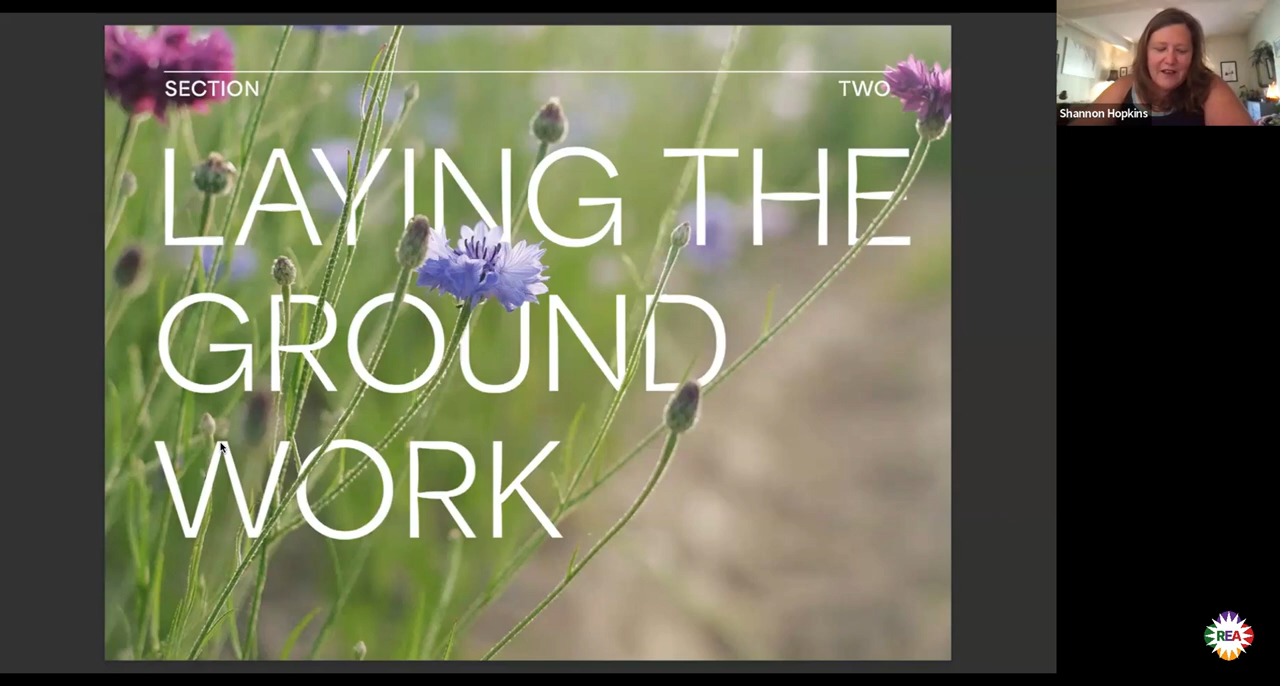 SECTION
TWO
LAYING THE
GROUND
WORK
Shannon Hopkins
REA